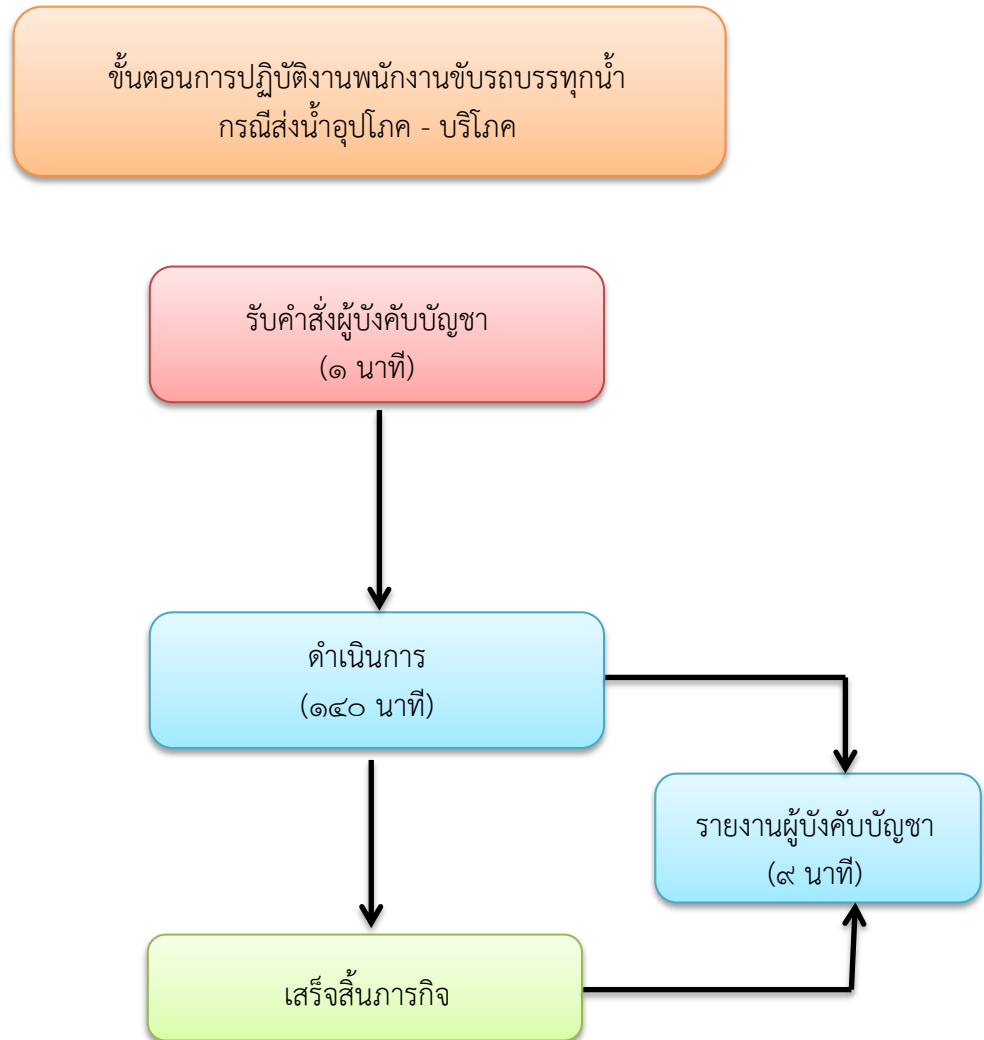 ขั้นตอนการปฏิบัติงานพนักงานขับรถบรรทุกน้ำ
กรณีส่งน้ำอุปโภค - บริโภค
รับคำสั่งผู้บังคับบัญชา
(๑ นาที)
ดำเนินการ
(๑๔๐ นาที)
รายงานผู้บังคับบัญชา
(๙ นาที)
เสร็จสิ้นภารกิจ